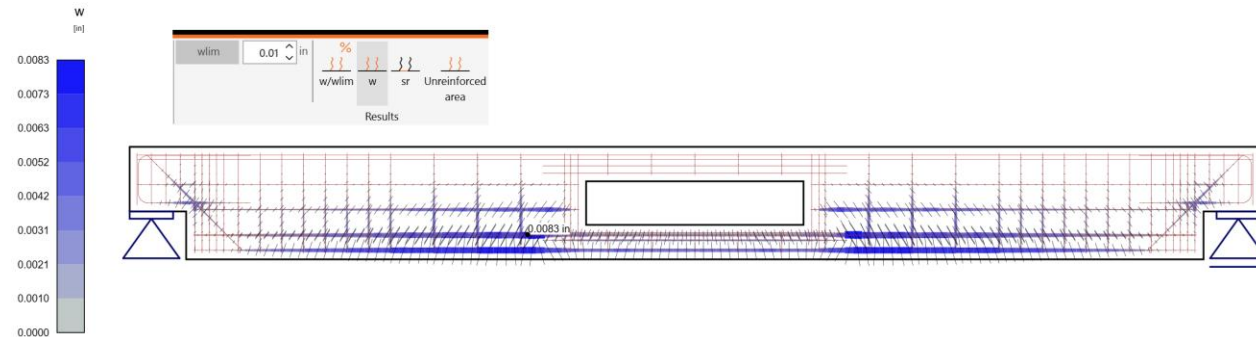 w
[in]
0.0083
0.0073
0.0063
0.0052
0.0042
0.0031
0.0021
0.0010
0.0000
wlim 0.01 in
%
w/wlim w sr Unreinforced
area
Results
0.0083 in